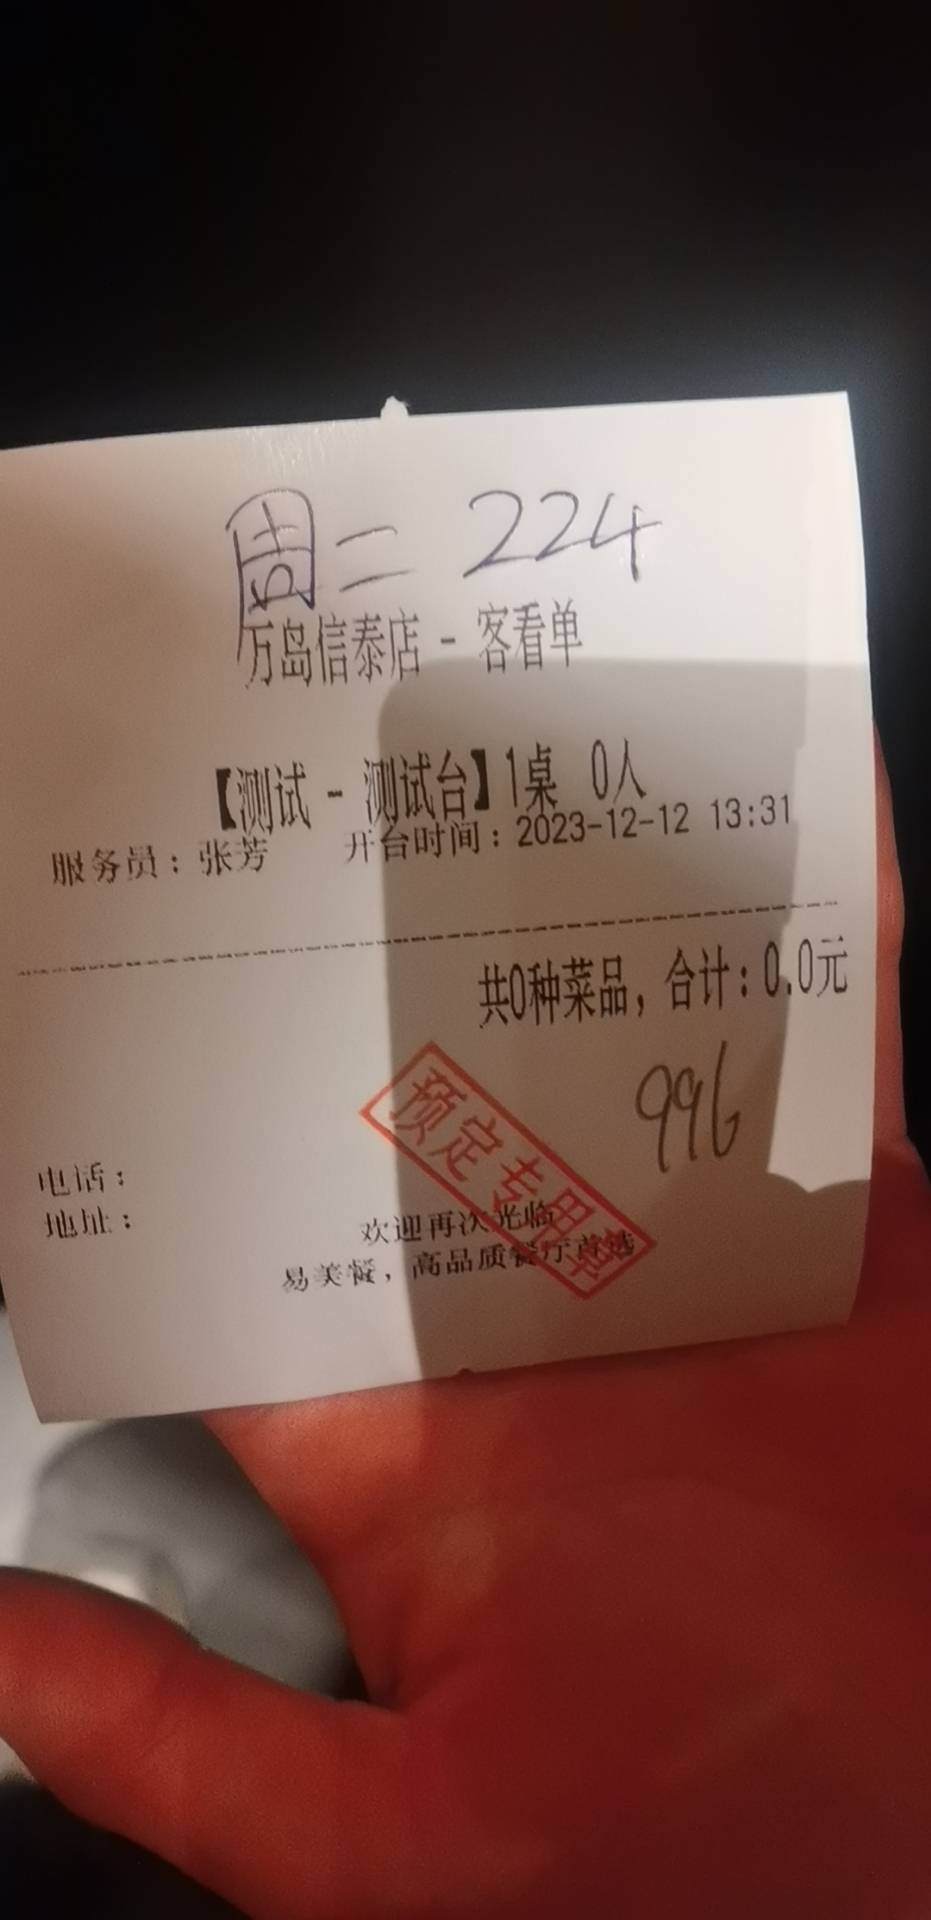 周二 224
万岛信泰店 - 客看单
【测试 - 测试台】1桌 0人
服务员：张芳 开台时间：2023-12-12 13:31
共0种菜品，合计：0.0元
996
预定专用章
电话：
地址：
欢迎再次光临
易美餐，高品质餐厅首选